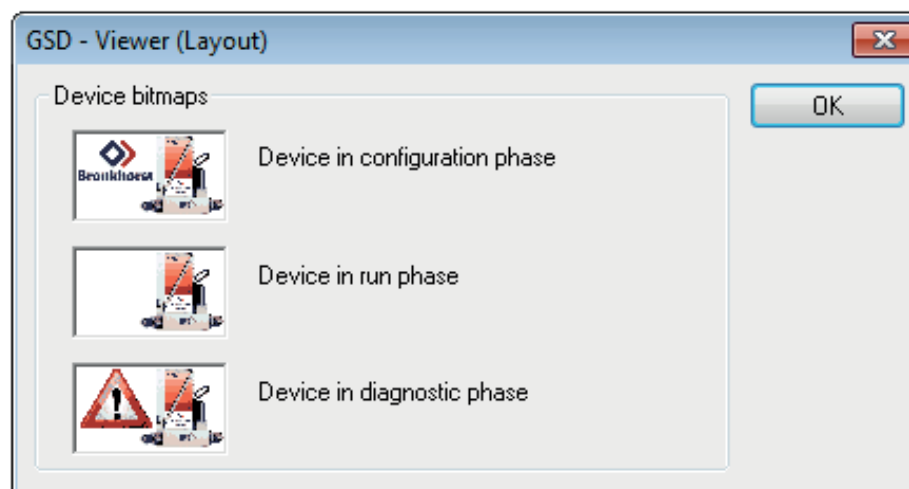 GSD - Viewer (Layout)
Device bitmaps
OK
Bronkhorst
Device in configuration phase
Device in run phase
Device in diagnostic phase